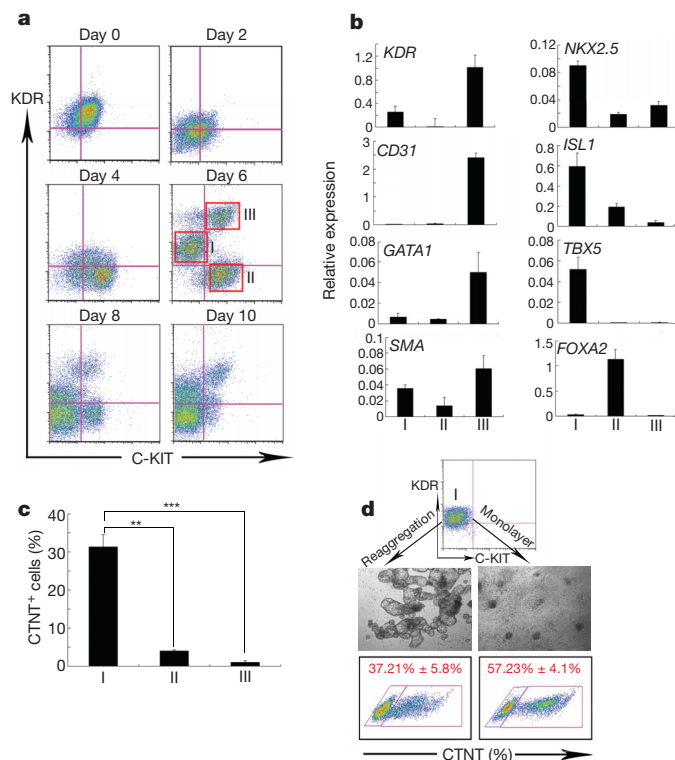 a
Day 0
Day 2
KDR
Day 4
Day 6
III
I
II
Day 8
Day 10
C-KIT
b
Relative expression
KDR
1.2
0.8
0.4
0
CD31
3
2
1
0
GATA1
0.08
0.06
0.04
0.02
0
SMA
0.1
0.08
0.06
0.04
0.02
0
I II III
NKX2.5
0.12
0.08
0.04
0
ISL1
0.8
0.6
0.4
0.2
0
TBX5
0.08
0.06
0.04
0.02
0
FOXA2
1.5
1
0.5
0
I II III
c
CTNT+ cells (%)
40
30
20
10
0
***
**
I II III
d
KDR
I
C-KIT
Reaggregation
Monolayer
37.21% ± 5.8%
57.23% ± 4.1%
CTNT (%)